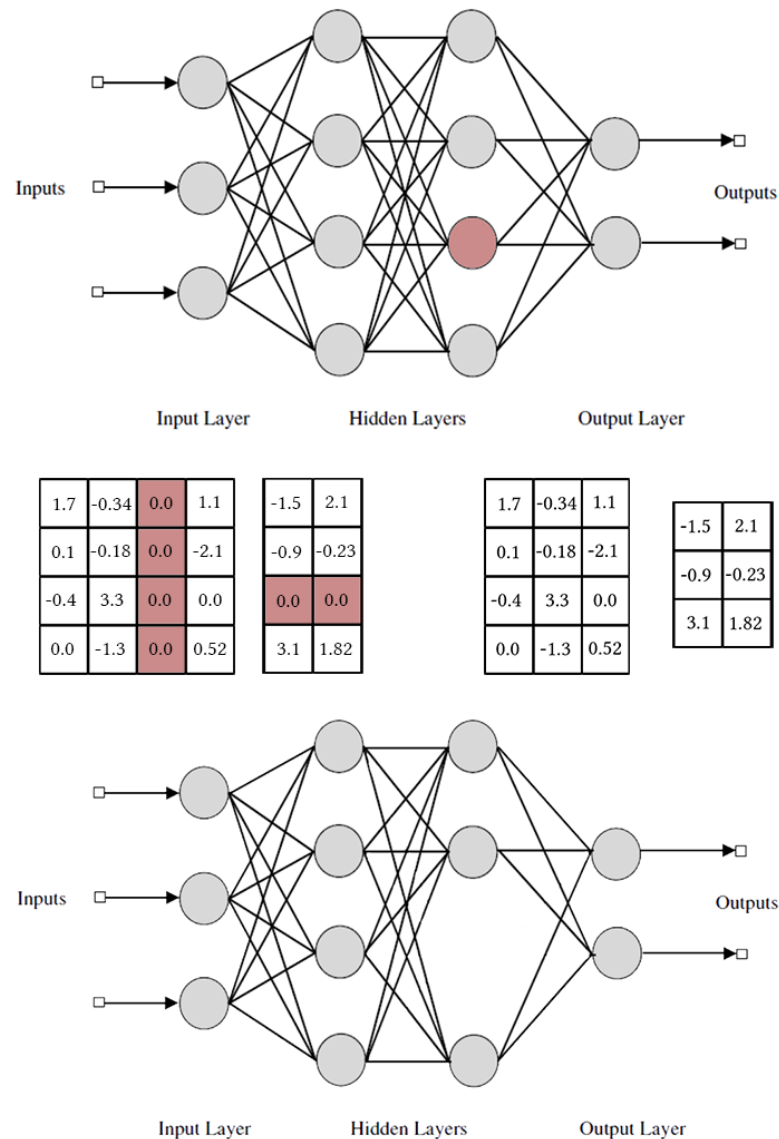 Inputs
Outputs
Input Layer Hidden Layers Output Layer
1.7 -0.34 0.0 1.1
0.1 -0.18 0.0 -2.1
-0.4 3.3 0.0 0.0
0.0 -1.3 0.0 0.52
-1.5 2.1
-0.9 -0.23
0.0 0.0
3.1 1.82
1.7 -0.34 1.1
0.1 -0.18 -2.1
-0.4 3.3 0.0
0.0 -1.3 0.52
-1.5 2.1
-0.9 -0.23
3.1 1.82
Inputs
Outputs
Input Layer Hidden Layers Output Layer